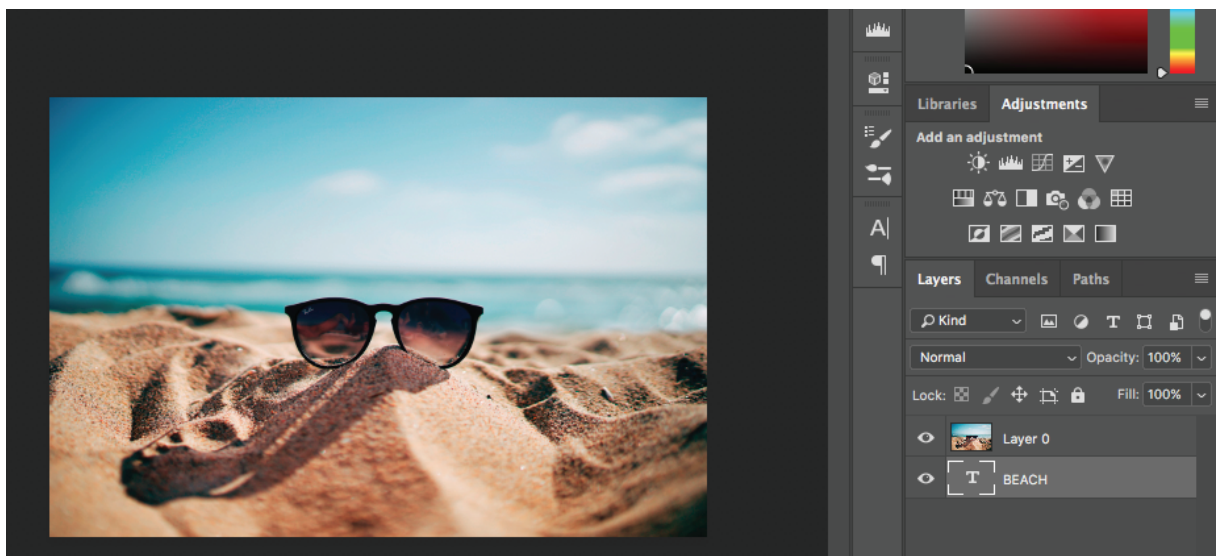 Libraries Adjustments
Add an adjustment
A
¶
Layers Channels Paths
Kind T
Normal Opacity: 100%
Lock: Fill: 100%
Layer 0
T BEACH